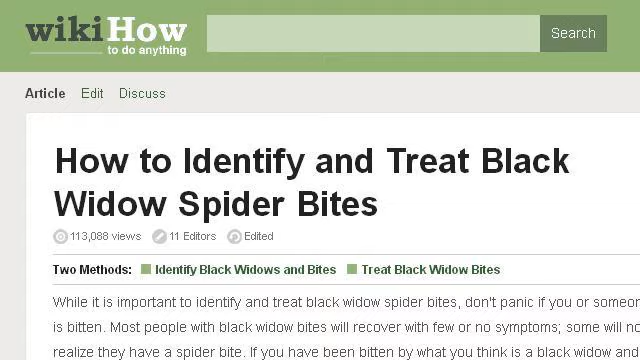 wikiHow
to do anything
Search
Article Edit Discuss
How to Identify and Treat Black
Widow Spider Bites
113,088 views 11 Editors Edited
Two Methods: Identify Black Widows and Bites Treat Black Widow Bites
While it is important to identify and treat black widow spider bites, don't panic if you or someon
is bitten. Most people with black widow bites will recover with few or no symptoms; some will no
realize they have a spider bite. If you have been bitten by what you think is a black widow and